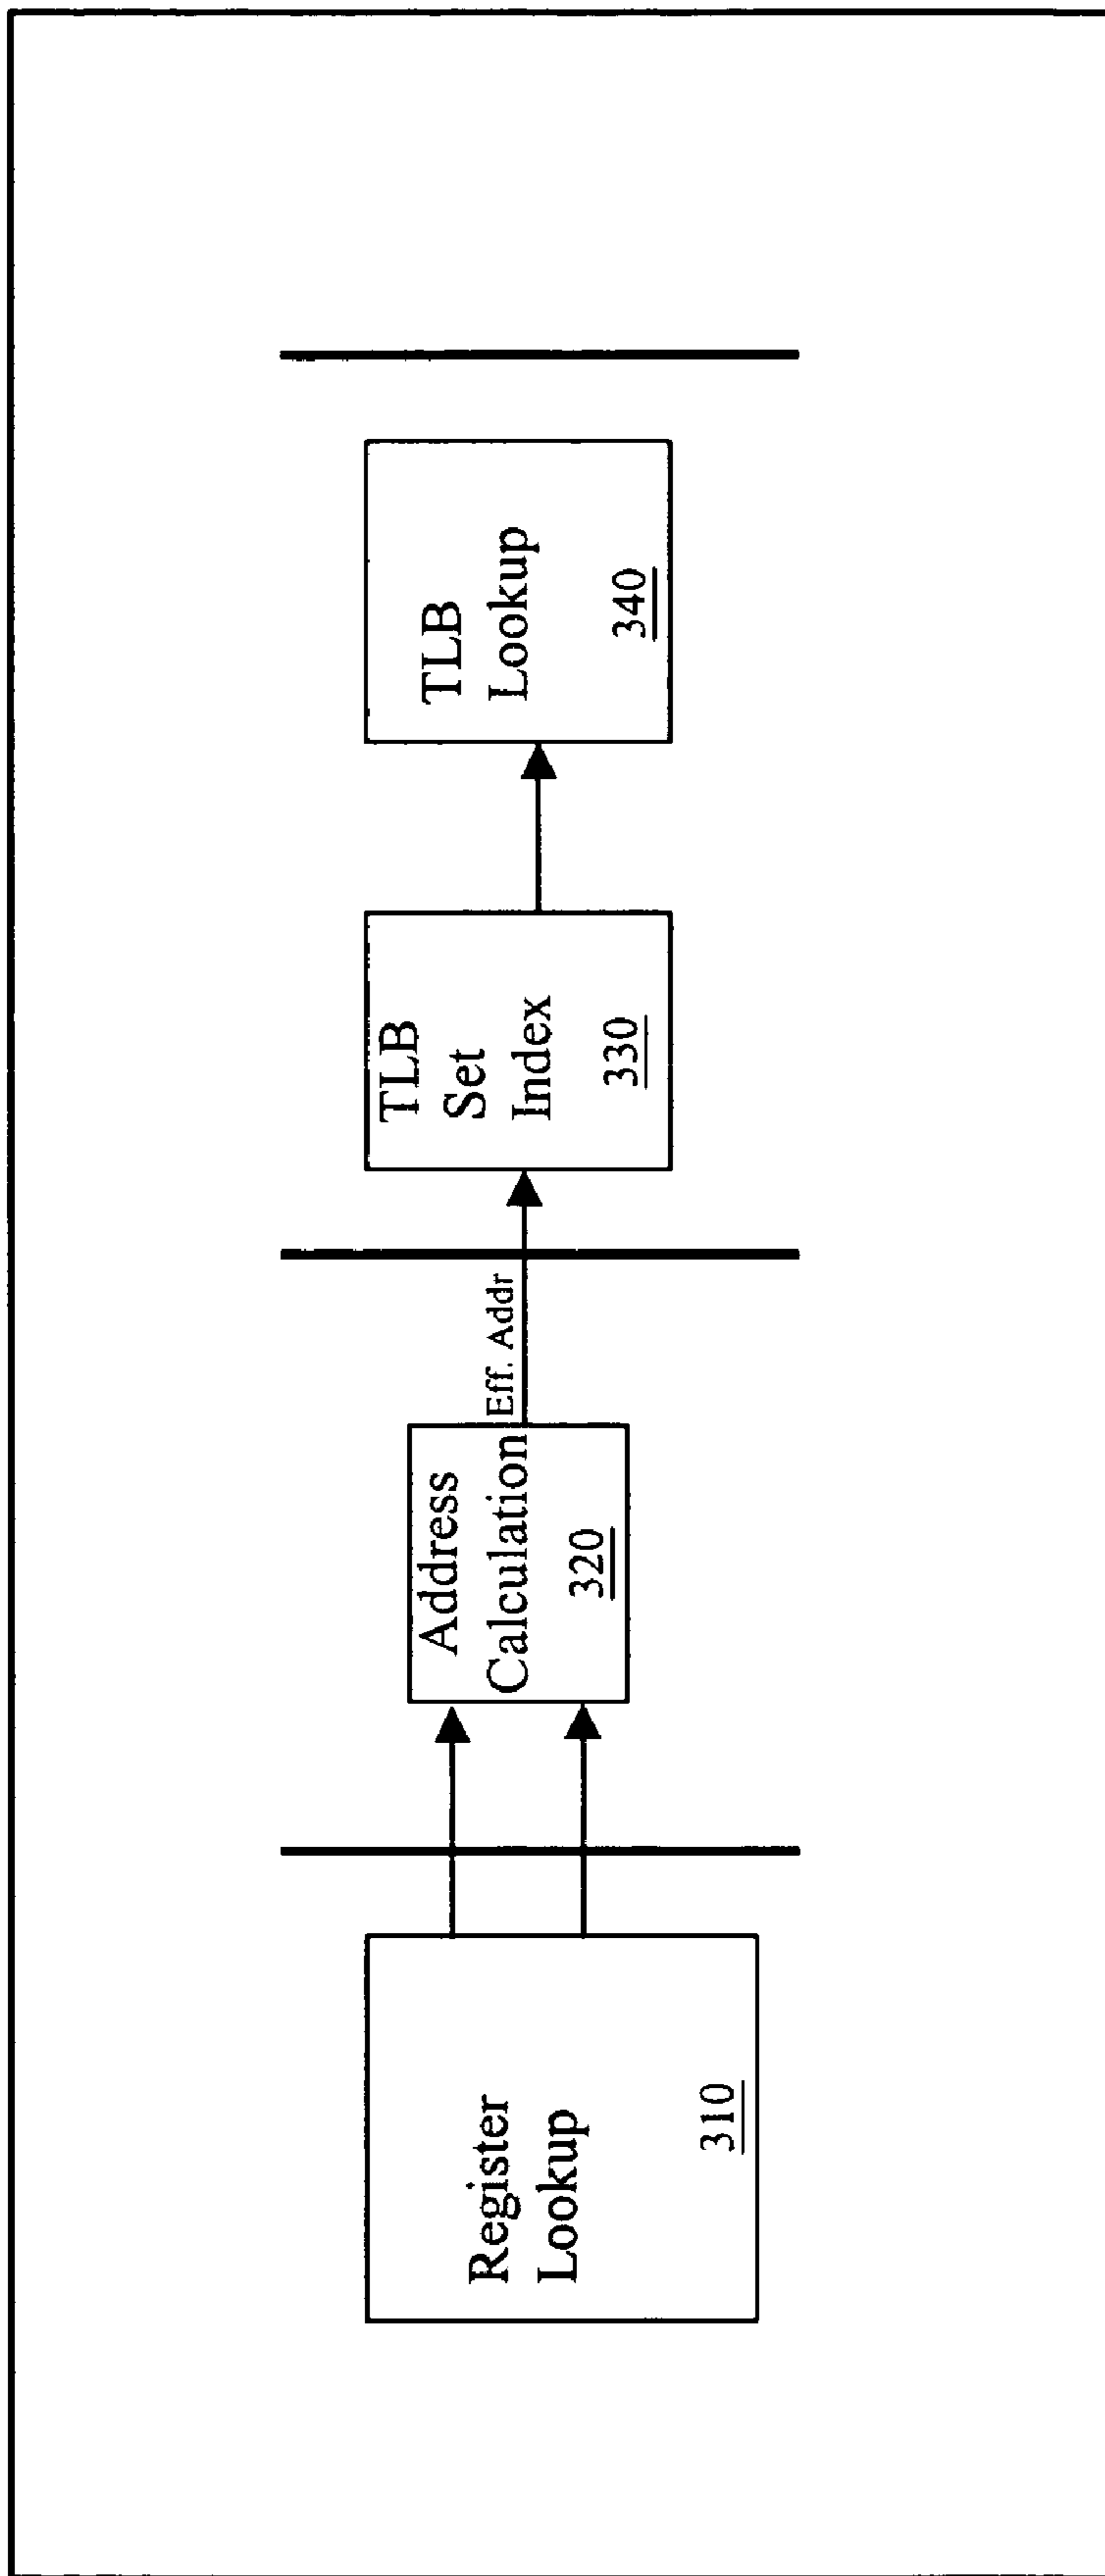 Register
Lookup
310
Address
Calculation
320
Eff. Addr
TLB
Set
Index
330
TLB
Lookup
340